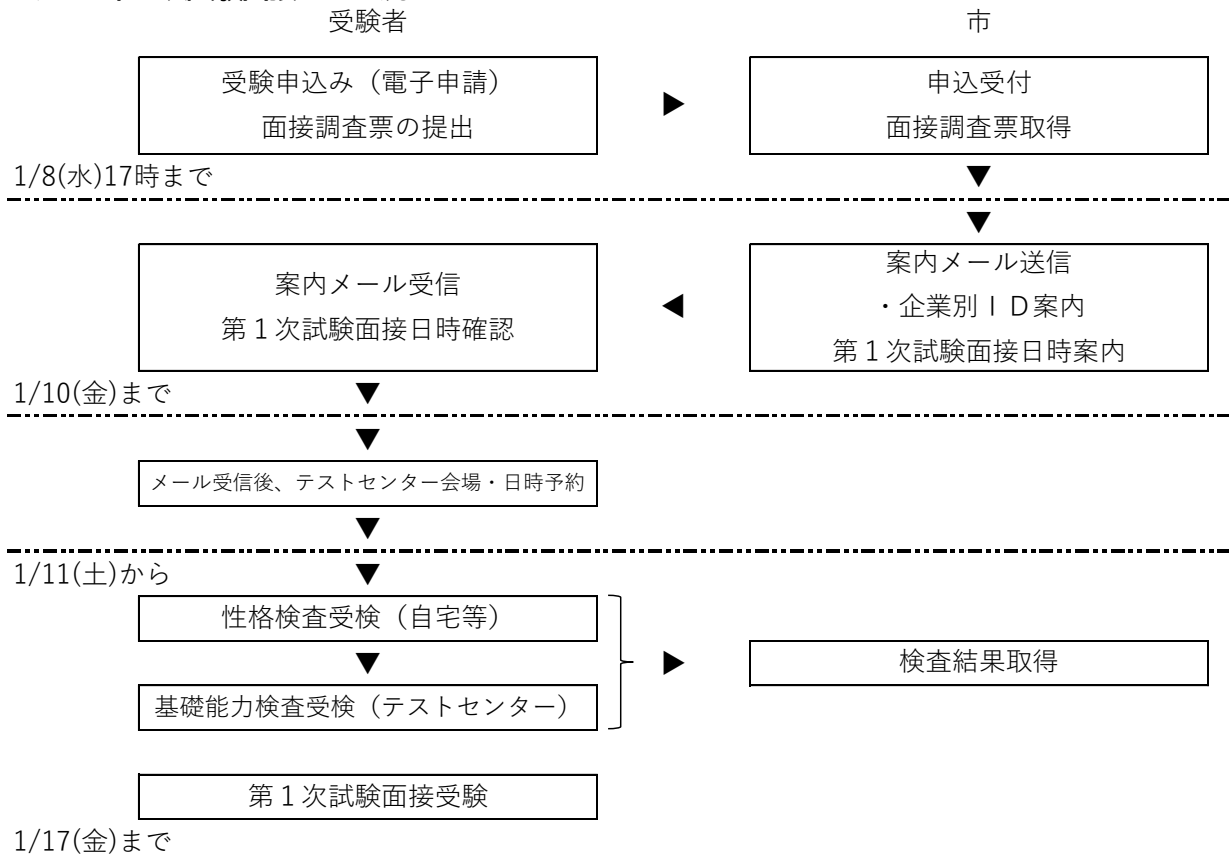 受験者
市
受験申込み（電子申請）
面接調査票の提出
▶
申込受付
面接調査票取得
1/8(水)17時まで
▼
▼
案内メール受信
第１次試験面接日時確認
◀
案内メール送信
・企業別ＩＤ案内
第１次試験面接日時案内
1/10(金)まで
▼
▼
メール受信後、テストセンター会場・日時予約
▼
1/11(土)から
▼
性格検査受検（自宅等）
▼
基礎能力検査受検（テストセンター）
▶
検査結果取得
第１次試験面接受験
1/17(金)まで